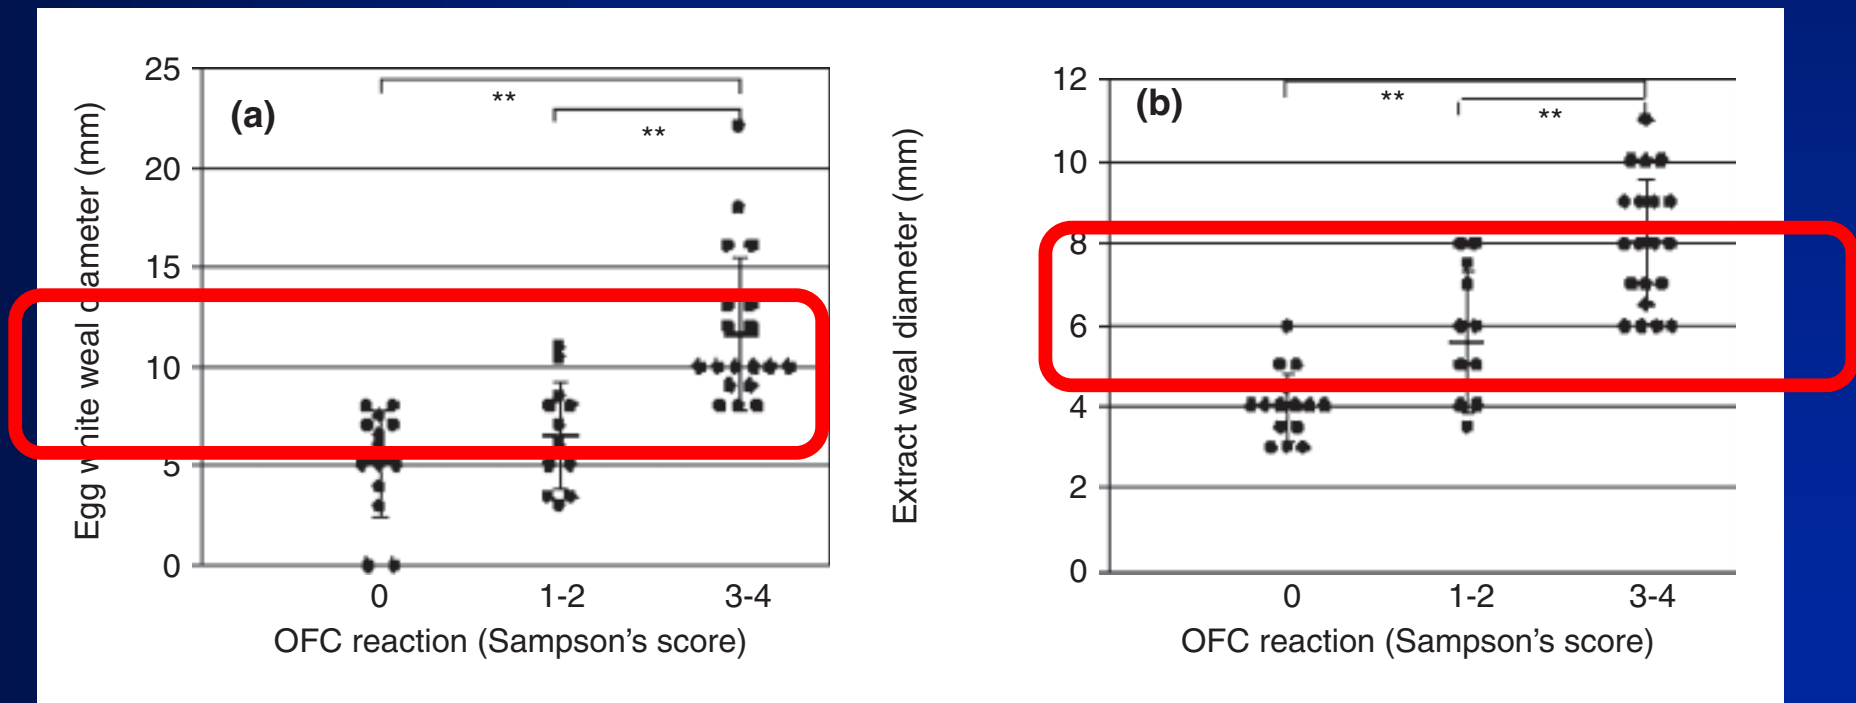 (a)
Egg white weal diameter (mm)
25
20
15
10
5
0
**
**
0 1-2 3-4
OFC reaction (Sampson's score)
(b)
Extract weal diameter (mm)
12
10
8
6
4
2
0
**
**
0 1-2 3-4
OFC reaction (Sampson's score)